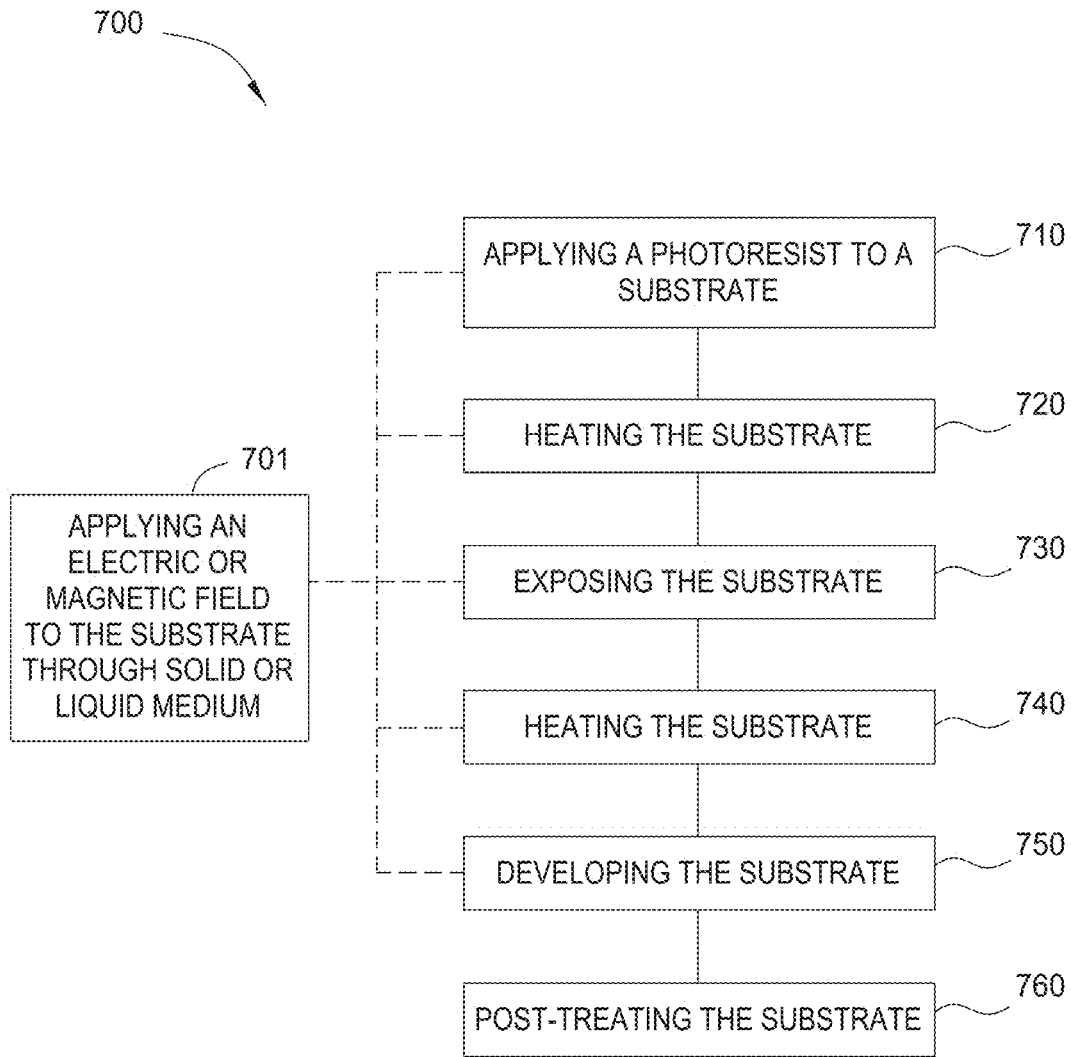 700
APPLYING A PHOTORESIST TO A
SUBSTRATE
710
HEATING THE SUBSTRATE
720
701
APPLYING AN
ELECTRIC OR
MAGNETIC FIELD
TO THE SUBSTRATE
THROUGH SOLID OR
LIQUID MEDIUM
EXPOSING THE SUBSTRATE
730
HEATING THE SUBSTRATE
740
DEVELOPING THE SUBSTRATE
750
POST-TREATING THE SUBSTRATE
760